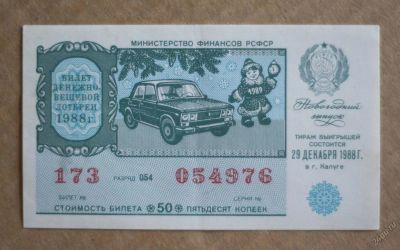 МИНИСТЕРСТВО ФИНАНСОВ РСФСР
БИЛЕТ
ДЕНЕЖНО-
ВЕЩЕВОЙ
ЛОТЕРЕИ
1988г.
1989
Новогодний
выпуск
ТИРАЖ ВЫИГРЫШЕЙ
СОСТОИТСЯ
29 ДЕКАБРЯ 1988 Г.
в г. Калуге
173 РАЗРЯД 054 054976
БИЛЕТ № СЕРИЯ №
СТОИМОСТЬ БИЛЕТА • 50 • ПЯТЬДЕСЯТ КОПЕЕК